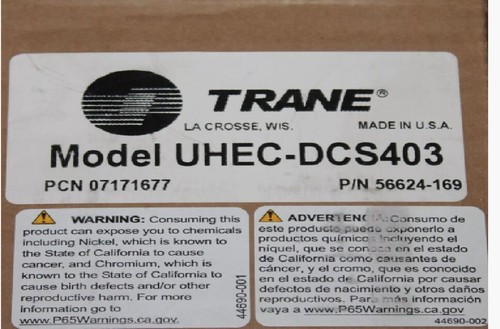 TRANE®
LA CROSSE, WIS. MADE IN U.S.A.
Model UHEC-DCS403
PCN 07171677 P/N 56624-169
WARNING: Consuming this
product can expose you to chemicals
including Nickel, which is known to
the State of California to cause
cancer, and Chromium, which is
known to the State of California to
cause birth defects and/or other
reproductive harm. For more
information go to
www.P65Warnings.ca.gov.
44690-001
ADVERTENCIA: Consumo de
este producto puede exponerlo a
productos químicos incluyendo el
níquel, que se conoce en el estado
de California como causantes de
cáncer, y el cromo, que es conocido
en el estado de California por causar
defectos de nacimiento y otros daños
reproductivos. Para más información
vaya a www.P65Warnings.ca.gov.
44690-002